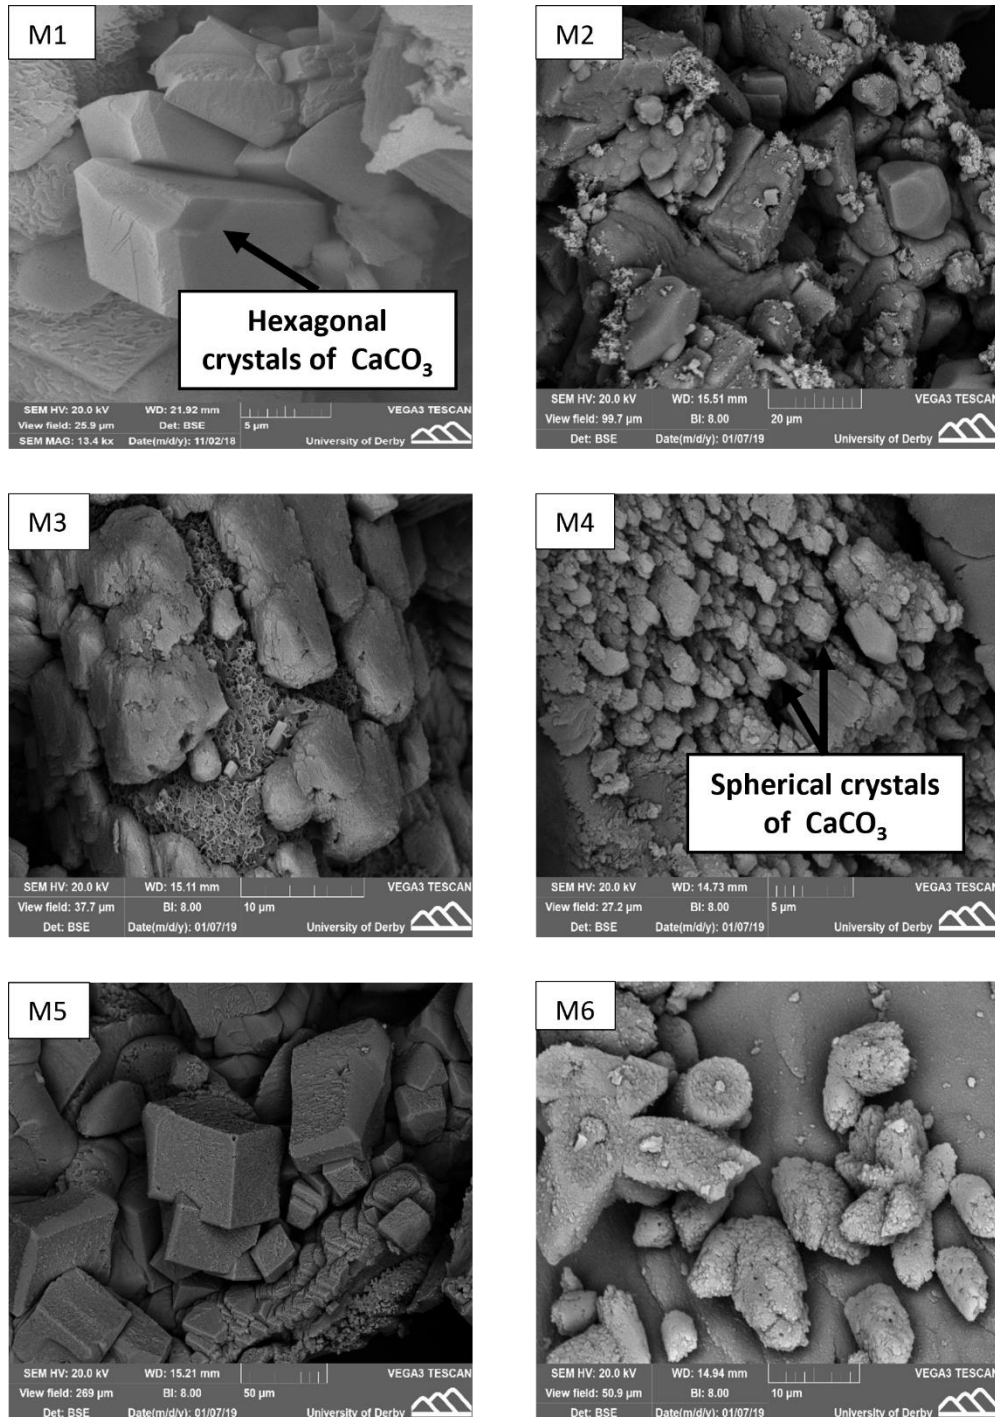 M1
Hexagonal
crystals of CaCO₃
SEM HV: 20.0 kV WD: 21.92 mm VEGA3 TESCAN
View field: 25.9 µm Det: BSE 5 µm
SEM MAG: 13.4 kx Date(m/d/y): 11/02/18 University of Derby
M2
SEM HV: 20.0 kV WD: 15.51 mm VEGA3 TESCAN
View field: 99.7 µm BI: 8.00 20 µm
Det: BSE Date(m/d/y): 01/07/19 University of Derby
M3
SEM HV: 20.0 kV WD: 15.11 mm VEGA3 TESCAN
View field: 37.7 µm BI: 8.00 10 µm
Det: BSE Date(m/d/y): 01/07/19 University of Derby
M4
Spherical crystals
of CaCO₃
SEM HV: 20.0 kV WD: 14.73 mm VEGA3 TESCAN
View field: 27.2 µm BI: 8.00 5 µm
Det: BSE Date(m/d/y): 01/07/19 University of Derby
M5
SEM HV: 20.0 kV WD: 15.21 mm VEGA3 TESCAN
View field: 269 µm BI: 8.00 50 µm
Det: BSE Date(m/d/y): 01/07/19 University of Derby
M6
SEM HV: 20.0 kV WD: 14.94 mm VEGA3 TESCAN
View field: 50.9 µm BI: 8.00 10 µm
Det: BSE Date(m/d/y): 01/07/19 University of Derby